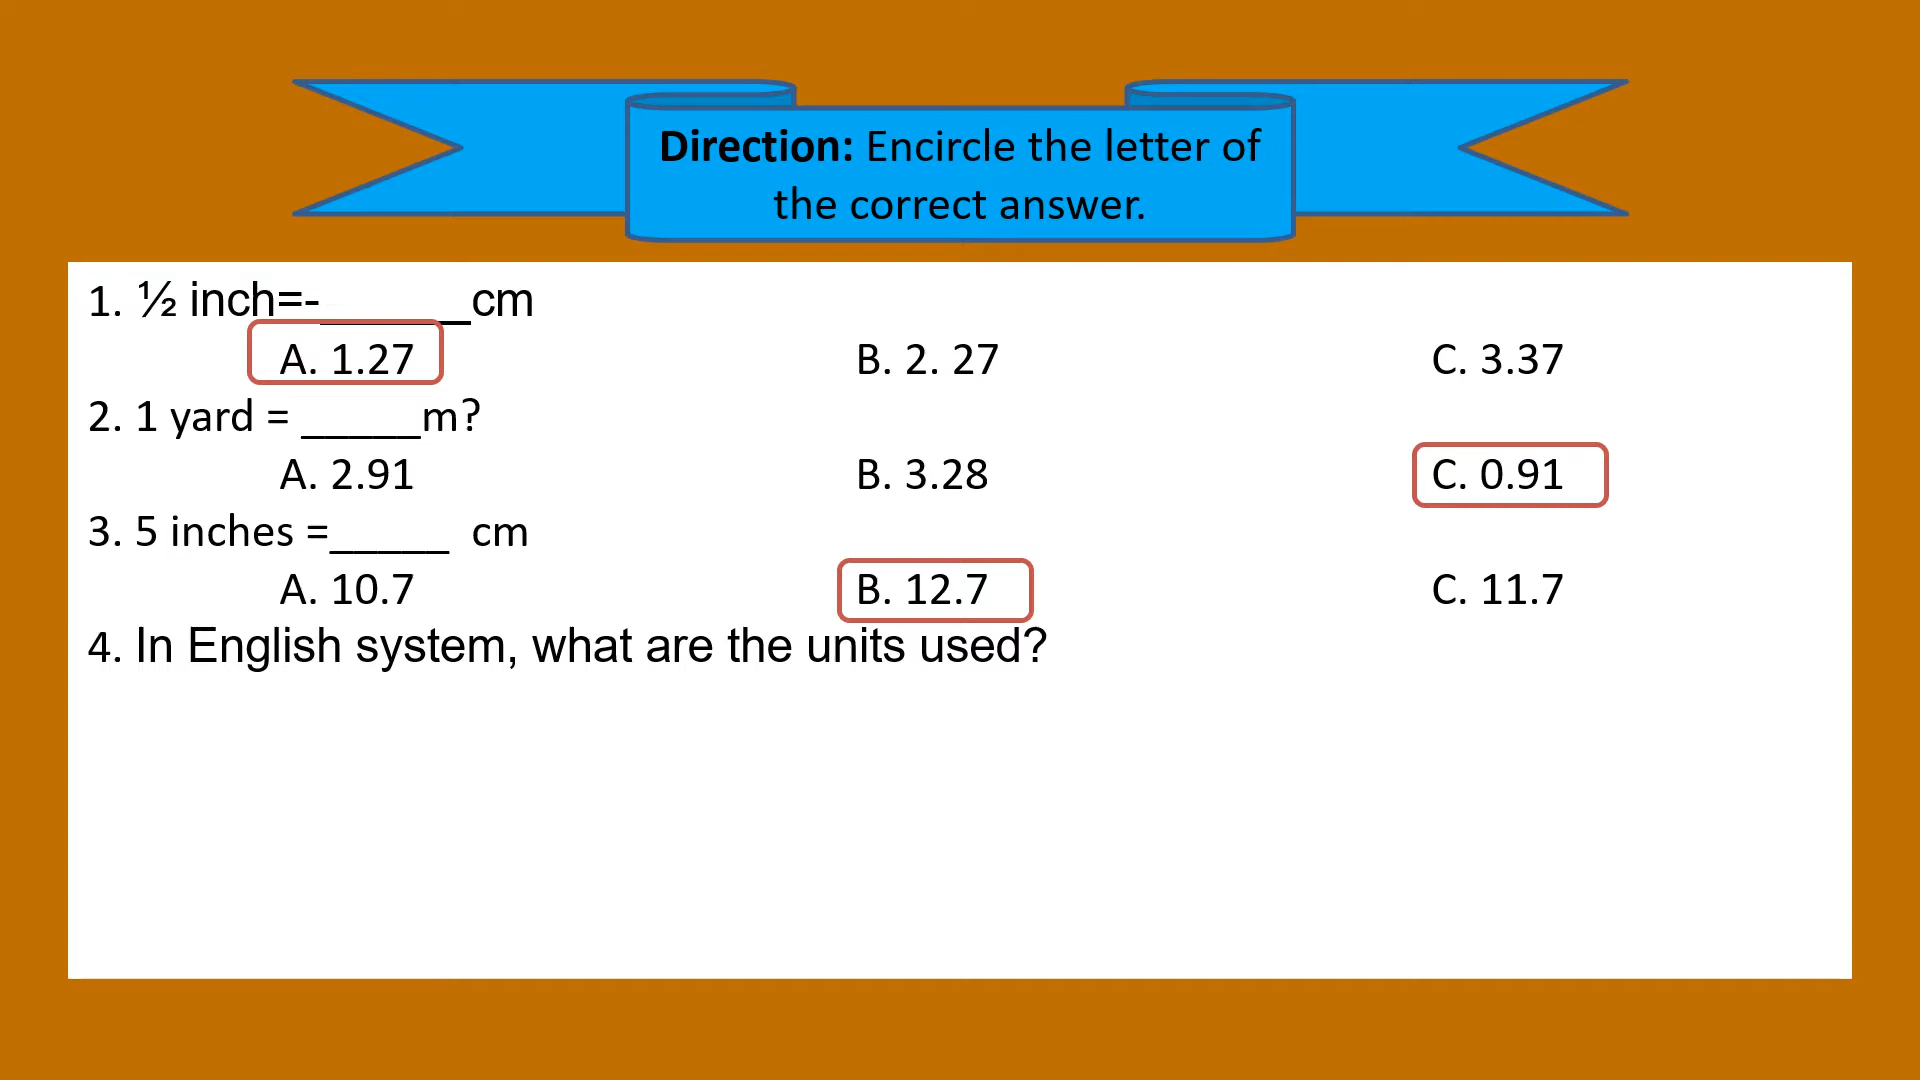 Direction: Encircle the letter of
the correct answer.
1. ½ inch=-______cm
A. 1.27 B. 2. 27 C. 3.37
2. 1 yard = _____m?
A. 2.91 B. 3.28 C. 0.91
3. 5 inches =_____ cm
A. 10.7 B. 12.7 C. 11.7
4. In English system, what are the units used?